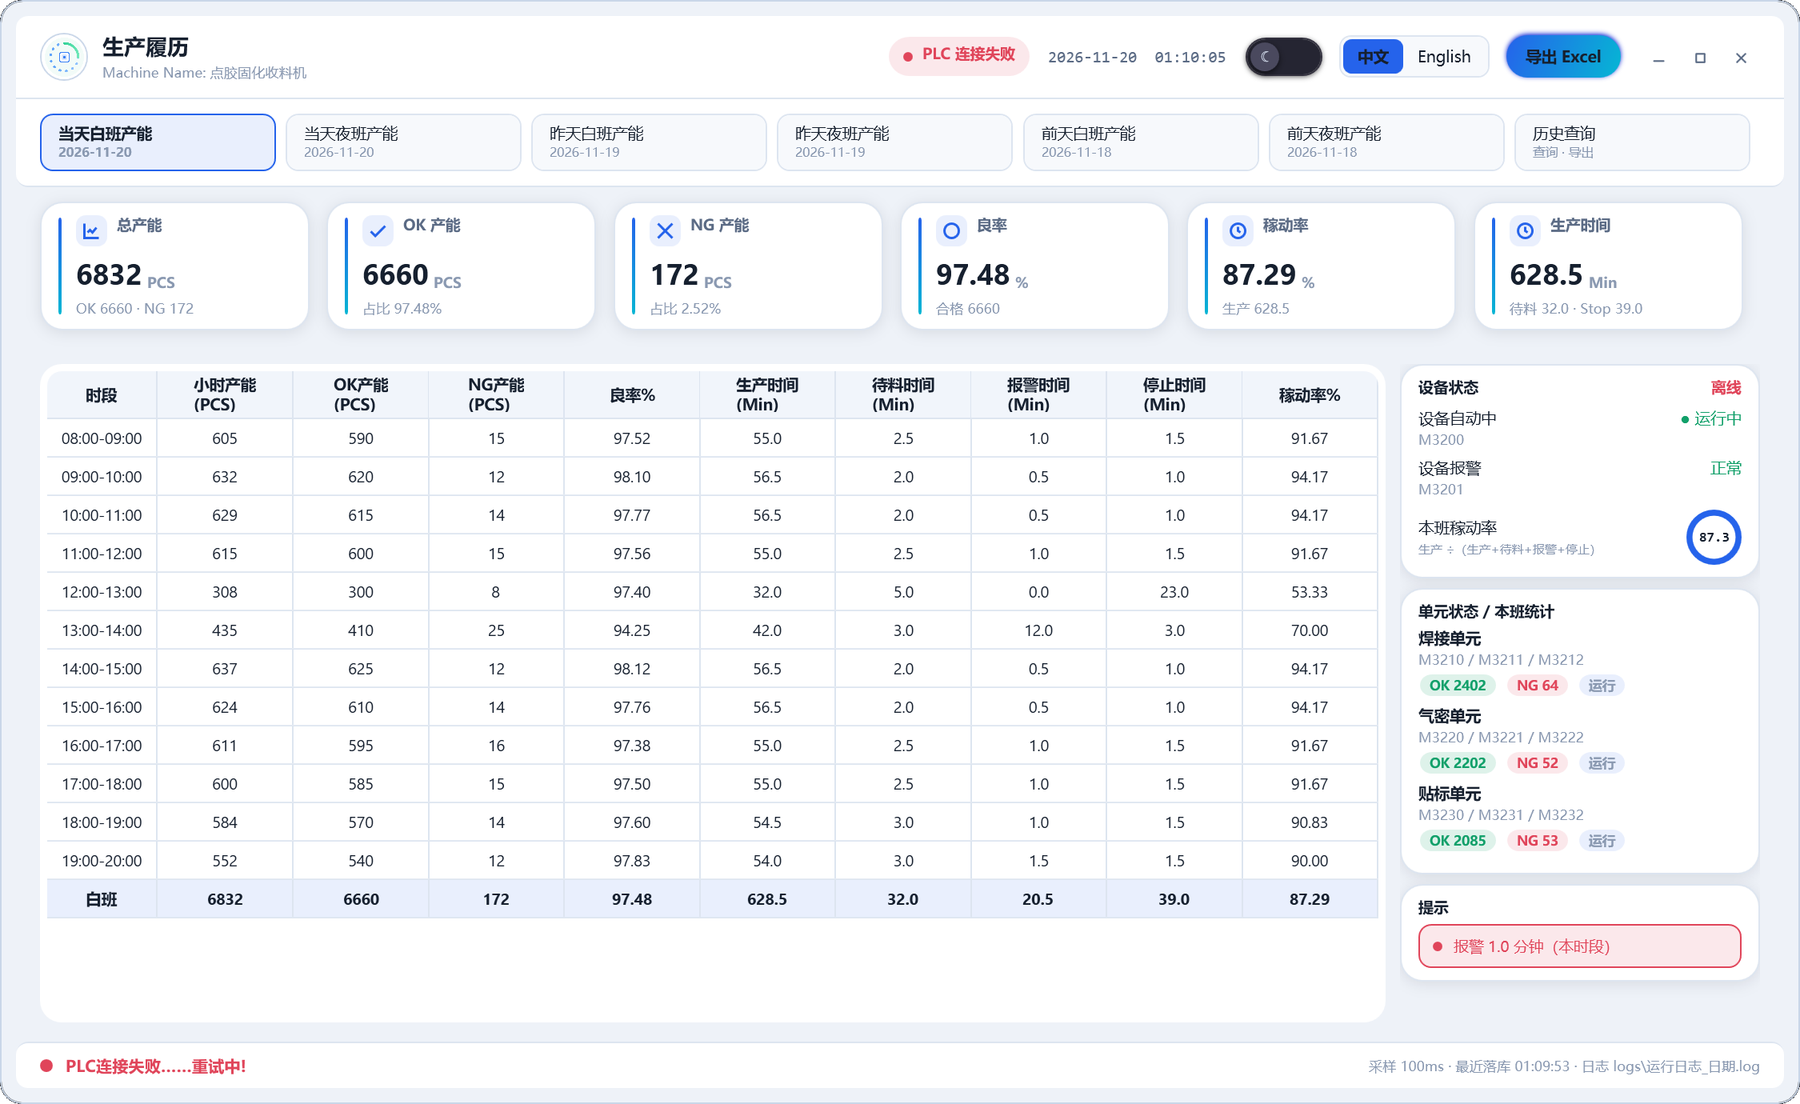 生产履历
Machine Name: 点胶固化收料机
PLC 连接失败
2026-11-20 01:10:05
中文 English
导出 Excel
当天白班产能
2026-11-20
当天夜班产能
2026-11-20
昨天白班产能
2026-11-19
昨天夜班产能
2026-11-19
前天白班产能
2026-11-18
前天夜班产能
2026-11-18
历史查询
查询 · 导出
总产能
6832 PCS
OK 6660 · NG 172
OK 产能
6660 PCS
占比 97.48%
NG 产能
172 PCS
占比 2.52%
良率
97.48 %
合格 6660
稼动率
87.29 %
生产 628.5
生产时间
628.5 Min
待料 32.0 · Stop 39.0
时段 小时产能 (PCS) OK产能 (PCS) NG产能 (PCS) 良率% 生产时间 (Min) 待料时间 (Min) 报警时间 (Min) 停止时间 (Min) 稼动率%
08:00-09:00 605 590 15 97.52 55.0 2.5 1.0 1.5 91.67
09:00-10:00 632 620 12 98.10 56.5 2.0 0.5 1.0 94.17
10:00-11:00 629 615 14 97.77 56.5 2.0 0.5 1.0 94.17
11:00-12:00 615 600 15 97.56 55.0 2.5 1.0 1.5 91.67
12:00-13:00 308 300 8 97.40 32.0 5.0 0.0 23.0 53.33
13:00-14:00 435 410 25 94.25 42.0 3.0 12.0 3.0 70.00
14:00-15:00 637 625 12 98.12 56.5 2.0 0.5 1.0 94.17
15:00-16:00 624 610 14 97.76 56.5 2.0 0.5 1.0 94.17
16:00-17:00 611 595 16 97.38 55.0 2.5 1.0 1.5 91.67
17:00-18:00 600 585 15 97.50 55.0 2.5 1.0 1.5 91.67
18:00-19:00 584 570 14 97.60 54.5 3.0 1.0 1.5 90.83
19:00-20:00 552 540 12 97.83 54.0 3.0 1.5 1.5 90.00
白班 6832 6660 172 97.48 628.5 32.0 20.5 39.0 87.29
设备状态 离线
设备自动中 运行中
M3200
设备报警 正常
M3201
本班稼动率
生产 ÷（生产+待料+报警+停止）
87.3
单元状态 / 本班统计
焊接单元
M3210 / M3211 / M3212
OK 2402 NG 64 运行
气密单元
M3220 / M3221 / M3222
OK 2202 NG 52 运行
贴标单元
M3230 / M3231 / M3232
OK 2085 NG 53 运行
提示
报警 1.0 分钟（本时段）
PLC连接失败......重试中!
采样 100ms · 最近落库 01:09:53 · 日志 logs\运行日志_日期.log